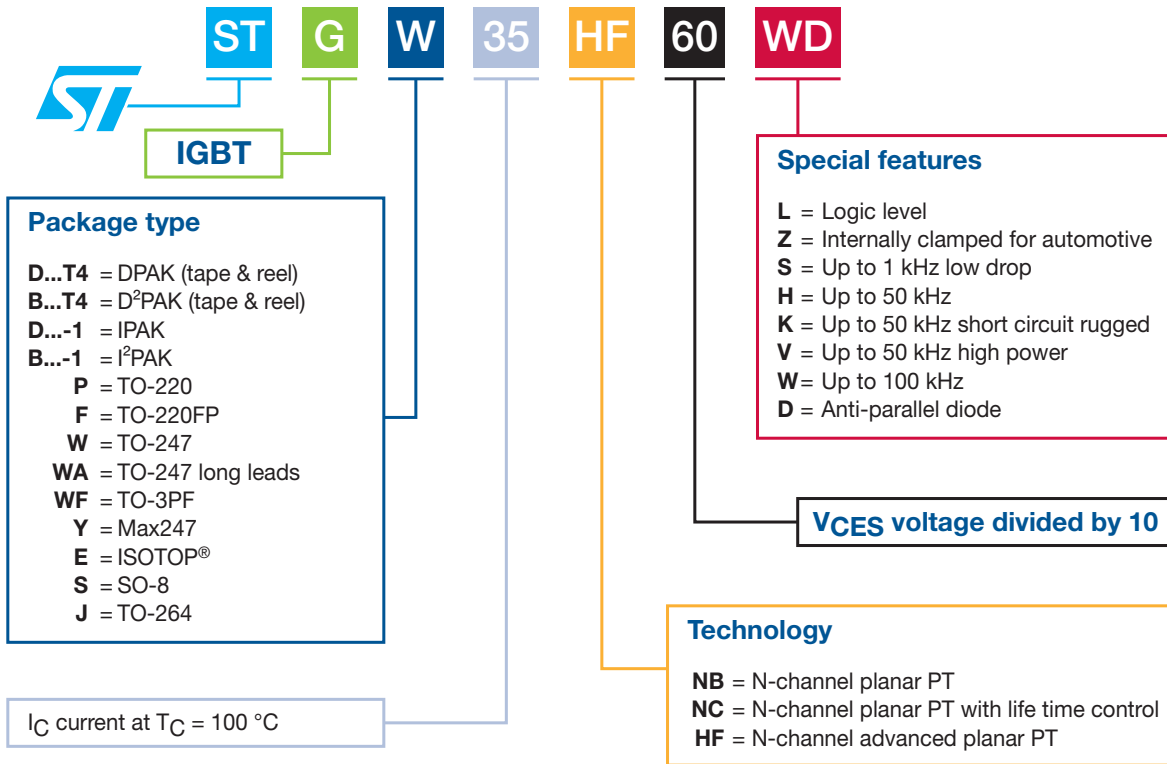 ST G W 35 HF 60 WD
ST
IGBT
Package type
D...T4 = DPAK (tape & reel)
B...T4 = D²PAK (tape & reel)
D...-1 = IPAK
B...-1 = I²PAK
P = TO-220
F = TO-220FP
W = TO-247
WA = TO-247 long leads
WF = TO-3PF
Y = Max247
E = ISOTOP®
S = SO-8
J = TO-264
IC current at TC = 100 °C
Special features
L = Logic level
Z = Internally clamped for automotive
S = Up to 1 kHz low drop
H = Up to 50 kHz
K = Up to 50 kHz short circuit rugged
V = Up to 50 kHz high power
W = Up to 100 kHz
D = Anti-parallel diode
VCES voltage divided by 10
Technology
NB = N-channel planar PT
NC = N-channel planar PT with life time control
HF = N-channel advanced planar PT